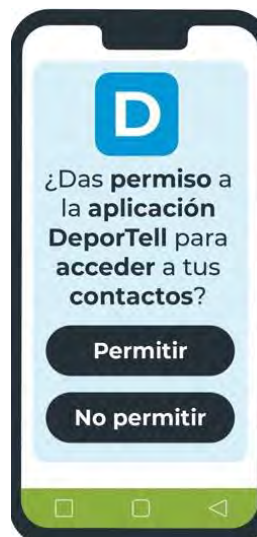 D
¿Das permiso a
la aplicación
DeporTell para
acceder a tus
contactos?
Permitir
No permitir